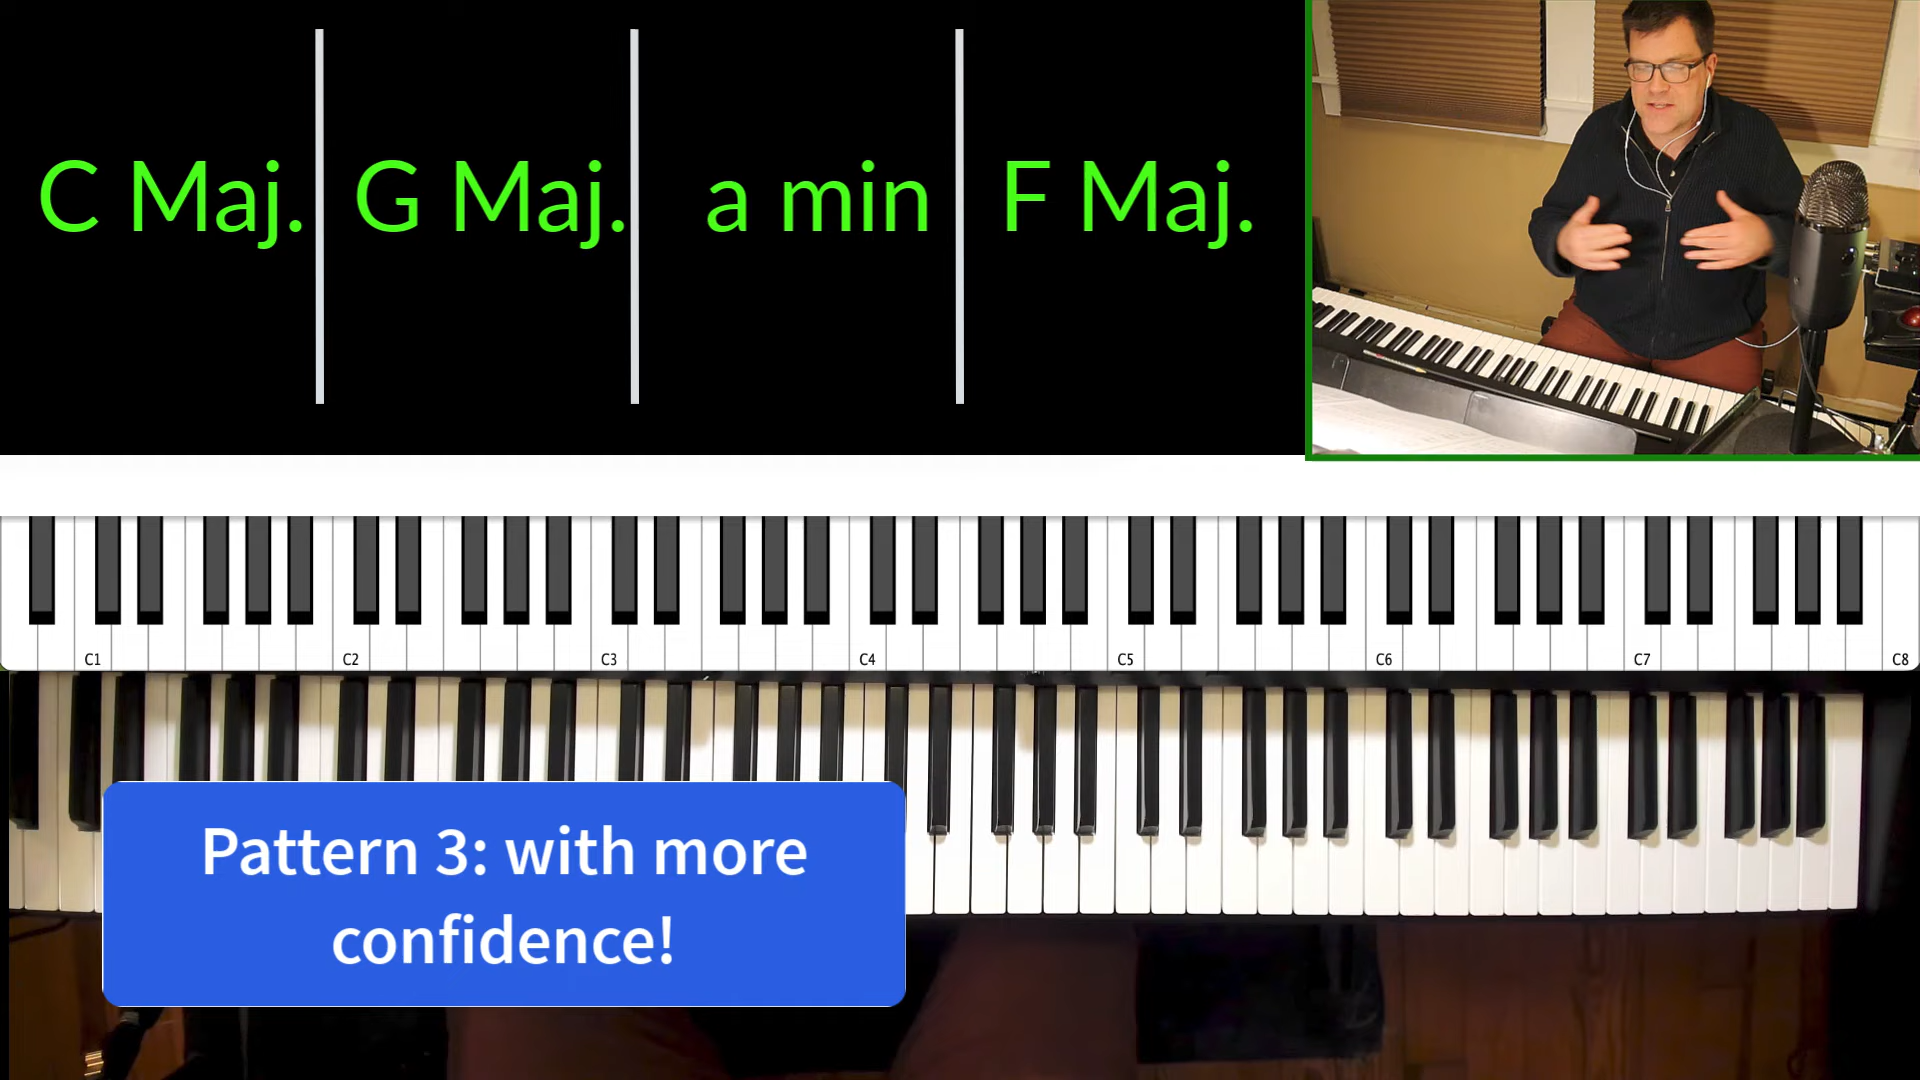 C Maj. G Maj. a min F Maj.
C1 C2 C3 C4 C5 C6 C7 C8
Pattern 3: with more
confidence!